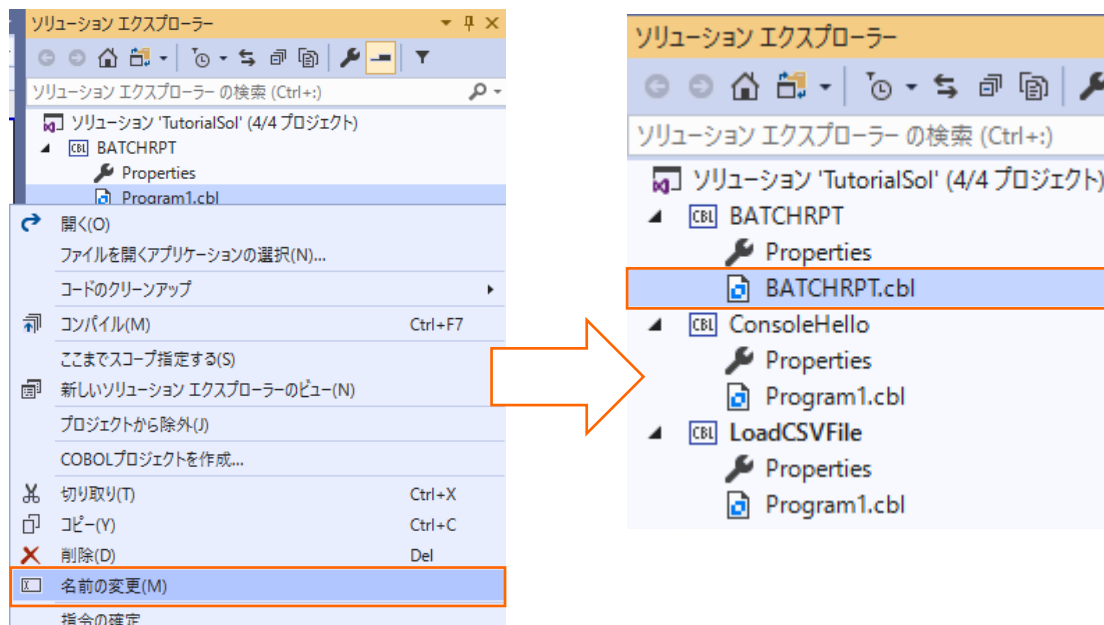 ソリューション エクスプローラー
ソリューション エクスプローラー の検索 (Ctrl+:)
ソリューション 'TutorialSol' (4/4 プロジェクト)
CBL BATCHRPT
Properties
Program1.cbl
開く(O)
ファイルを開くアプリケーションの選択(N)...
コードのクリーンアップ
コンパイル(M) Ctrl+F7
ここまでスコープ指定する(S)
新しいソリューション エクスプローラーのビュー(N)
プロジェクトから除外(J)
COBOLプロジェクトを作成...
切り取り(T) Ctrl+X
コピー(Y) Ctrl+C
削除(D) Del
名前の変更(M)
指令の確定
ソリューション エクスプローラー
ソリューション エクスプローラー の検索 (Ctrl+:)
ソリューション 'TutorialSol' (4/4 プロジェクト)
CBL BATCHRPT
Properties
BATCHRPT.cbl
CBL ConsoleHello
Properties
Program1.cbl
CBL LoadCSVFile
Properties
Program1.cbl